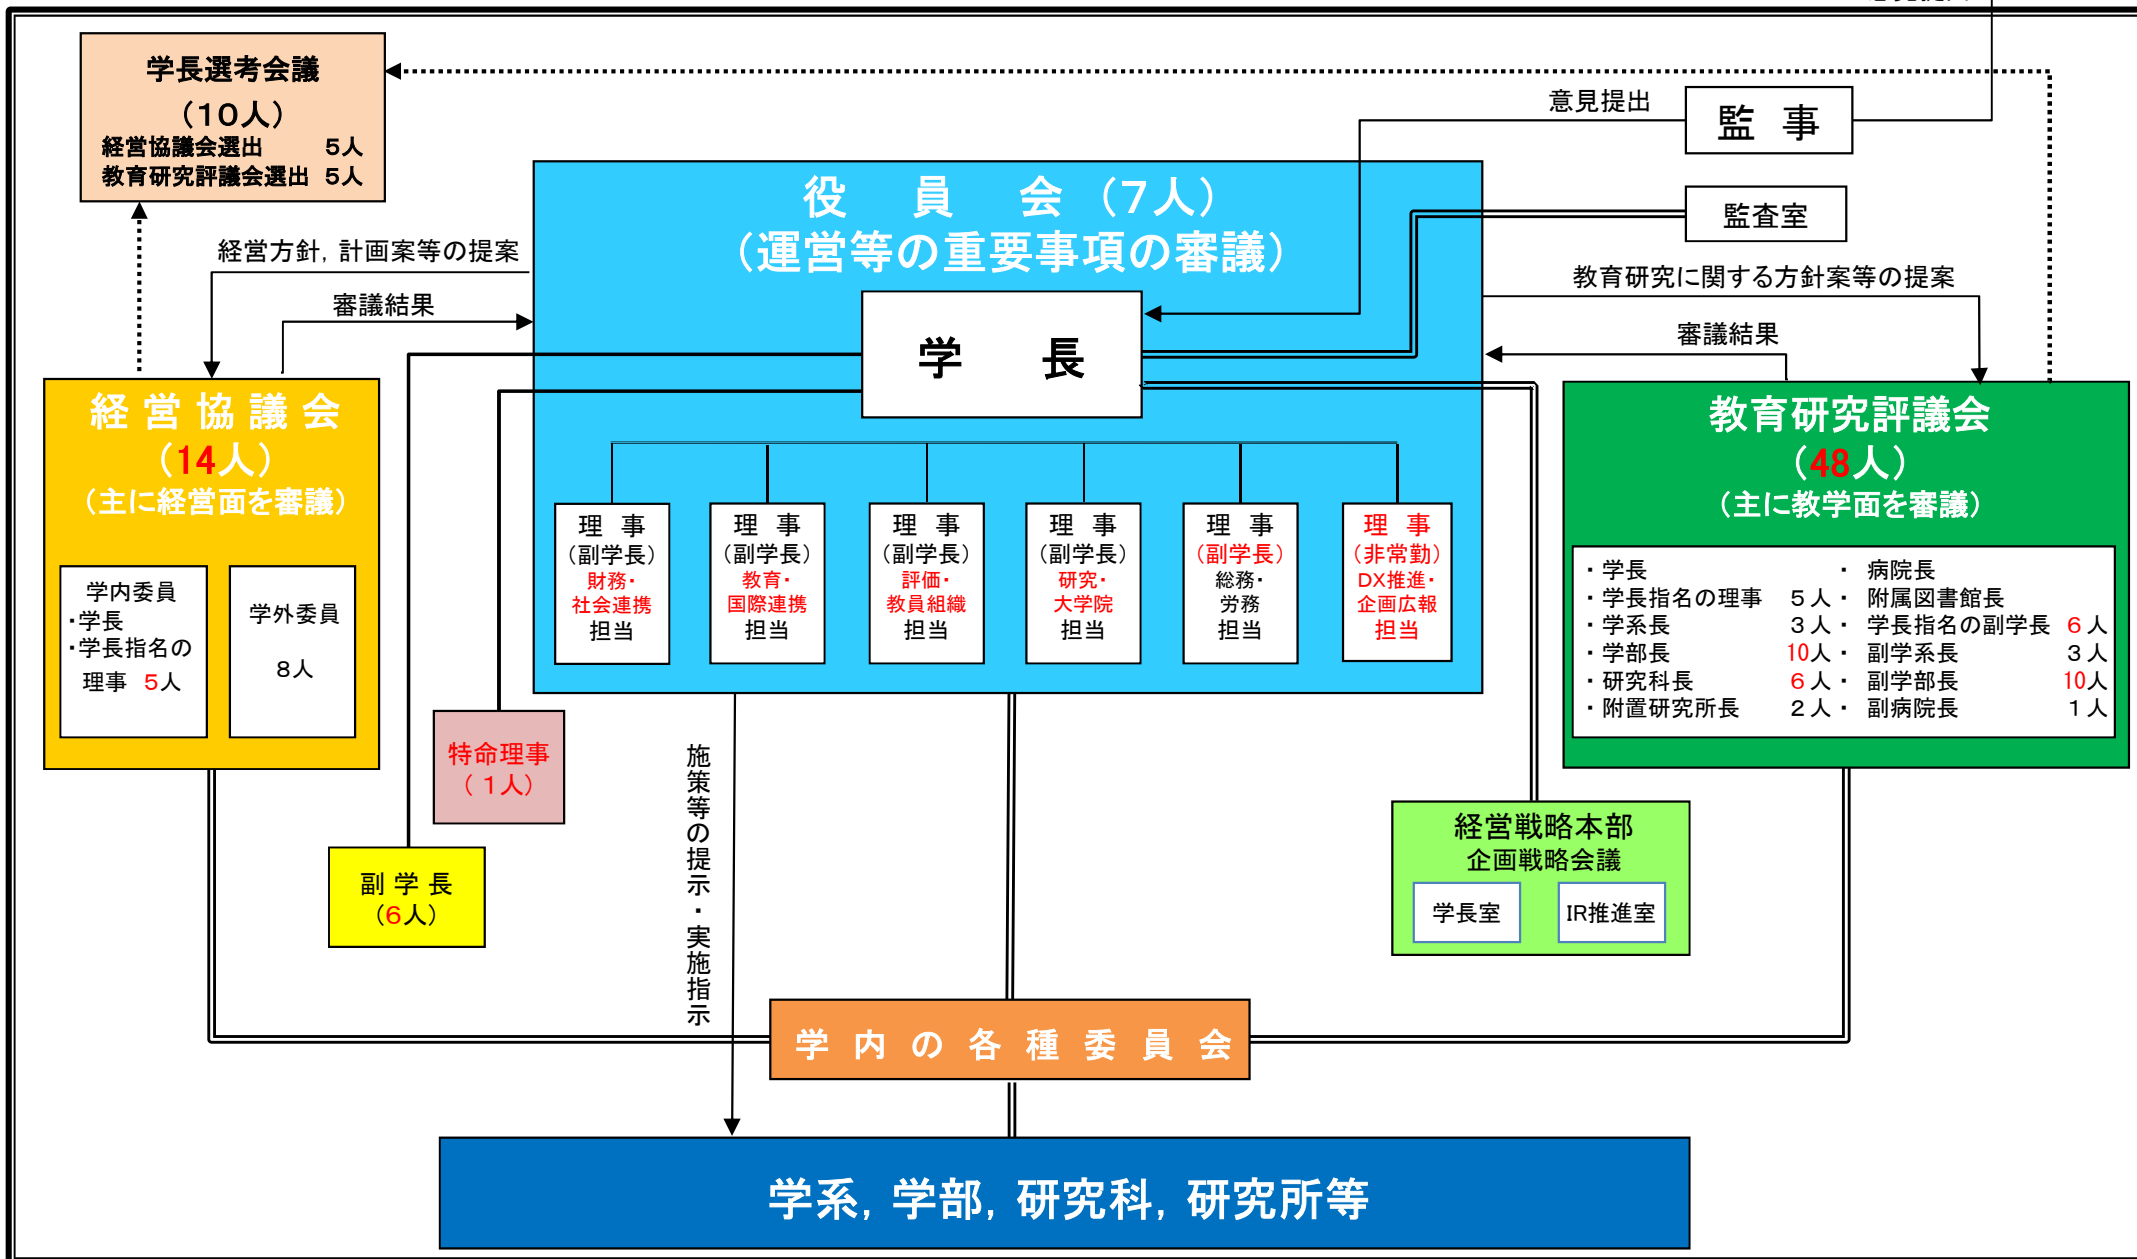 学長選考会議
（10人）
経営協議会選出 5人
教育研究評議会選出 5人
意見提出
監 事
監査室
役 員 会 （7人）
（運営等の重要事項の審議）
学 長
経営方針，計画案等の提案
審議結果
教育研究に関する方針案等の提案
審議結果
経 営 協 議 会
（14人）
（主に経営面を審議）
学内委員
・学長
・学長指名の
理事 5人
学外委員
8人
理 事
（副学長）
財務・
社会連携
担当
理 事
（副学長）
教育・
国際連携
担当
理 事
（副学長）
評価・
教員組織
担当
理 事
（副学長）
研究・
大学院
担当
理 事
（副学長）
総務・
労務
担当
理 事
（非常勤）
DX推進・
企画広報
担当
教育研究評議会
（48人）
（主に教学面を審議）
・学長 ・ 病院長
・学長指名の理事 5人・ 附属図書館長
・学系長 3人・ 学長指名の副学長 6人
・学部長 10人・ 副学系長 3人
・研究科長 6人・ 副学部長 10人
・附置研究所長 2人・ 副病院長 1人
特命理事
（ 1人）
副 学 長
（6人）
施策等の提示・実施指示
経営戦略本部
企画戦略会議
学長室
IR推進室
学 内 の 各 種 委 員 会
学系，学部，研究科，研究所等